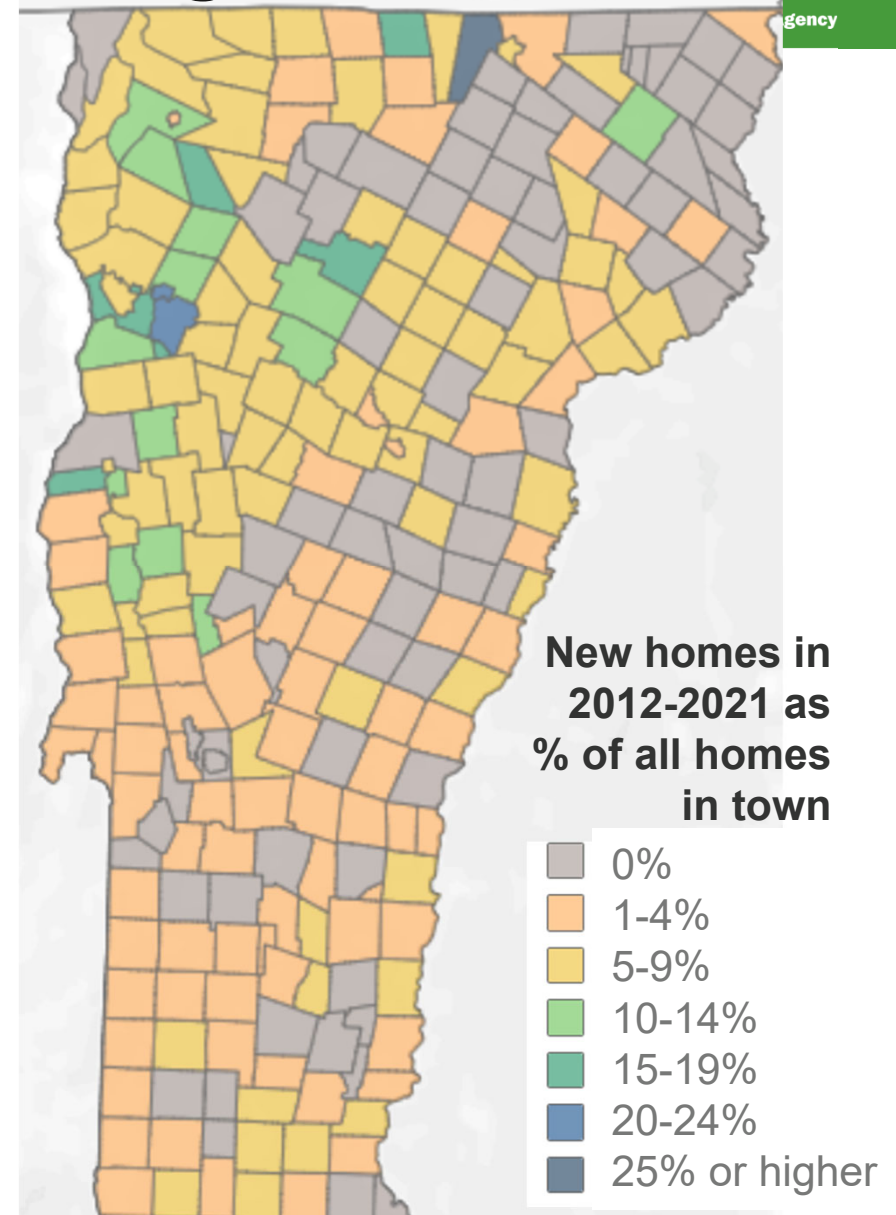 gency
New homes in
2012-2021 as
% of all homes
in town
0%
1-4%
5-9%
10-14%
15-19%
20-24%
25% or higher